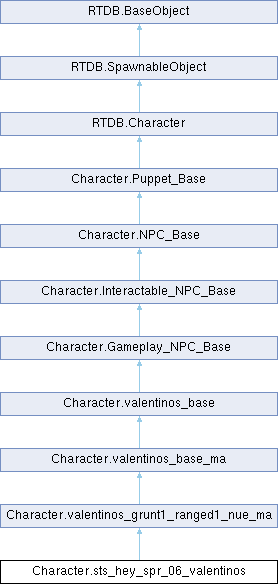 RTDB.BaseObject
RTDB.SpawnableObject
RTDB.Character
Character.Puppet_Base
Character.NPC_Base
Character.Interactable_NPC_Base
Character.Gameplay_NPC_Base
Character.valentinos_base
Character.valentinos_base_ma
Character.valentinos_grunt1_ranged1_nue_ma
Character.sts_hey_spr_06_valentinos